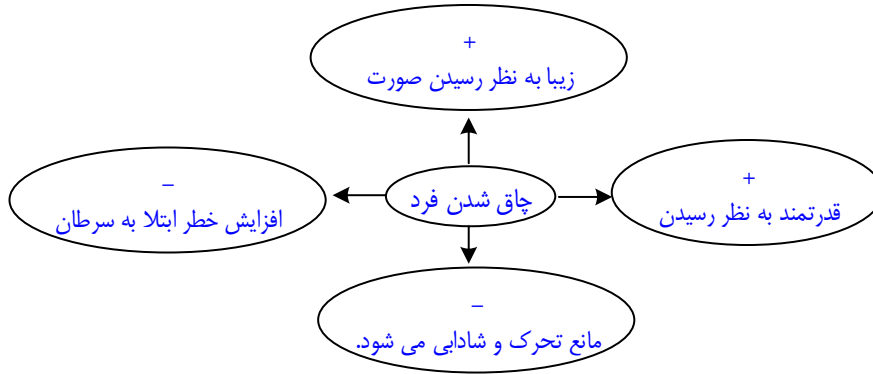 +
زیبا به نظر رسیدن صورت
+
قدرتمند به نظر رسیدن
چاق شدن فرد
–
افزایش خطر ابتلا به سرطان
–
مانع تحرک و شادابی می شود.